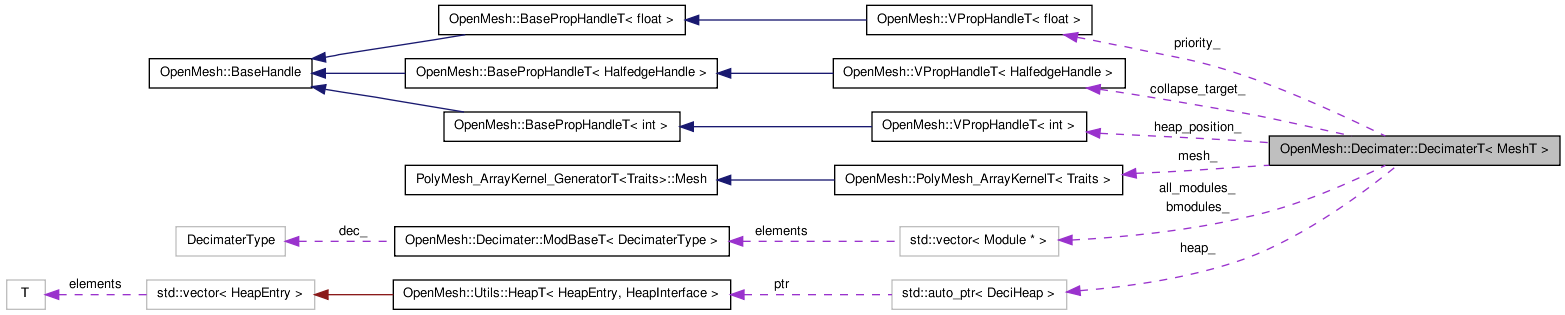 OpenMesh::BasePropHandleT< float >
OpenMesh::VPropHandleT< float >
priority_
OpenMesh::BaseHandle
OpenMesh::BasePropHandleT< HalfedgeHandle >
OpenMesh::VPropHandleT< HalfedgeHandle >
collapse_target_
OpenMesh::BasePropHandleT< int >
OpenMesh::VPropHandleT< int >
heap_position_
OpenMesh::Decimater::DecimaterT< MeshT >
mesh_
PolyMesh_ArrayKernel_GeneratorT<Traits>::Mesh
OpenMesh::PolyMesh_ArrayKernelT< Traits >
all_modules_
bmodules_
DecimaterType
dec_
OpenMesh::Decimater::ModBaseT< DecimaterType >
elements
std::vector< Module * >
heap_
T
elements
std::vector< HeapEntry >
OpenMesh::Utils::HeapT< HeapEntry, HeapInterface >
ptr
std::auto_ptr< DeciHeap >